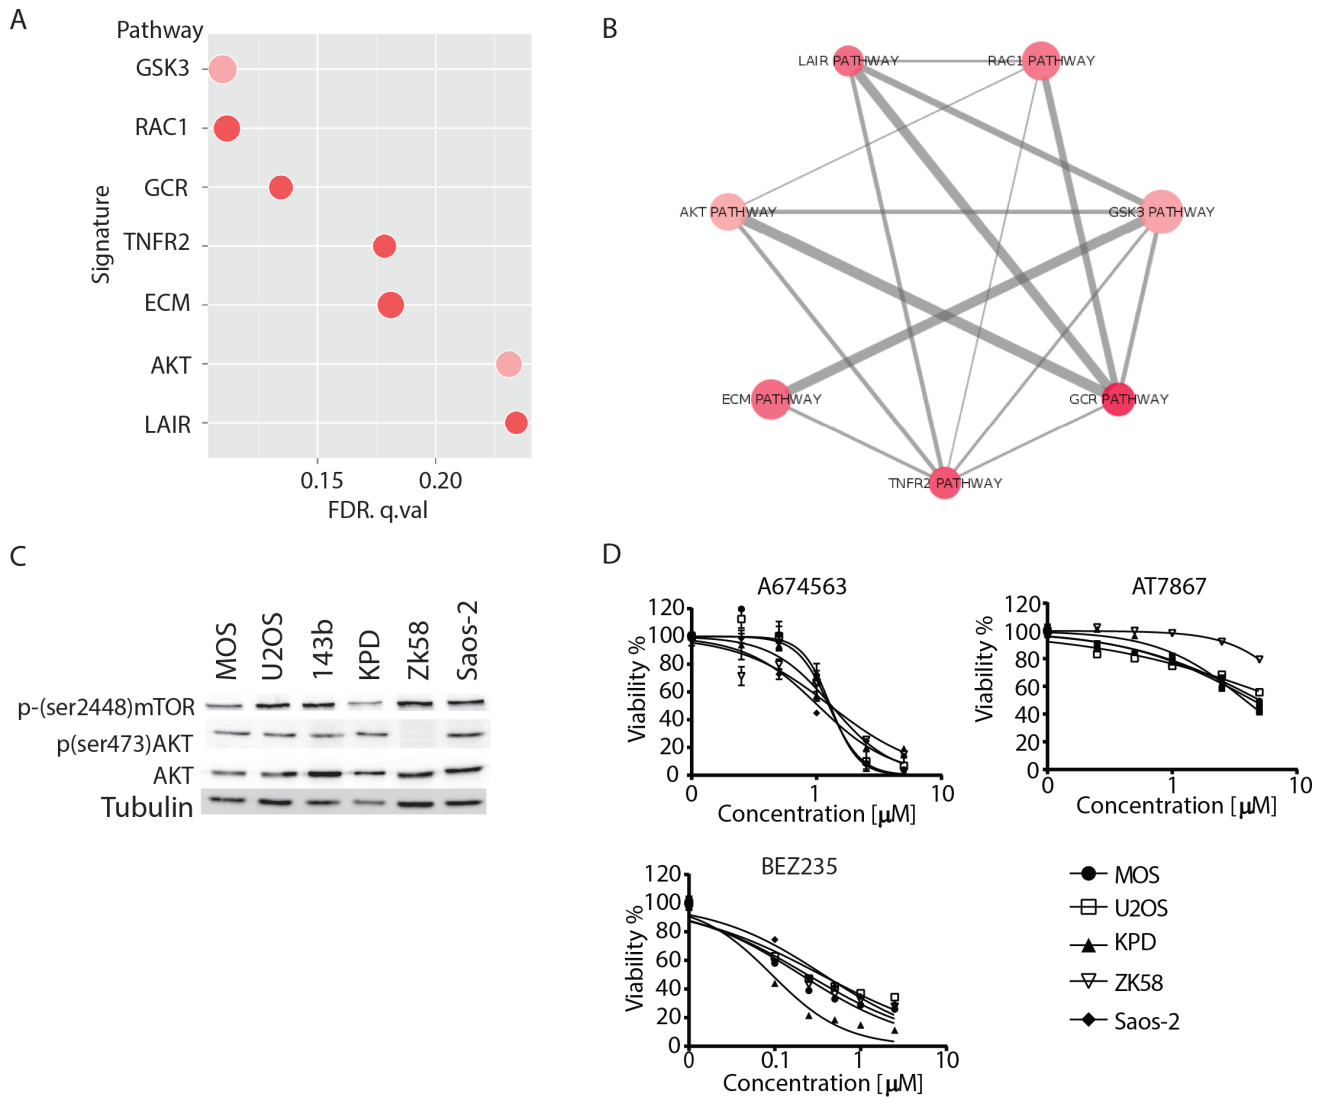 A
Pathway
GSK3
RAC1
GCR
TNFR2
ECM
AKT
LAIR
Signature
0.15 0.20
FDR. q.val
B
LAIR PATHWAY
RAC1 PATHWAY
AKT PATHWAY
GSK3 PATHWAY
ECM PATHWAY
GCR PATHWAY
TNFR2 PATHWAY
C
MOS U2OS 143b KPD Zk58 Saos-2
p-(ser2448)mTOR
p(ser473)AKT
AKT
Tubulin
D
A674563
Viability %
120
100
80
60
40
20
0
0 1 10
Concentration [μM]
AT7867
Viability %
120
100
80
60
40
20
0
0 1 10
Concentration [μM]
BEZ235
Viability %
120
100
80
60
40
20
0
0 0.1 1 10
Concentration [μM]
MOS
U2OS
KPD
ZK58
Saos-2